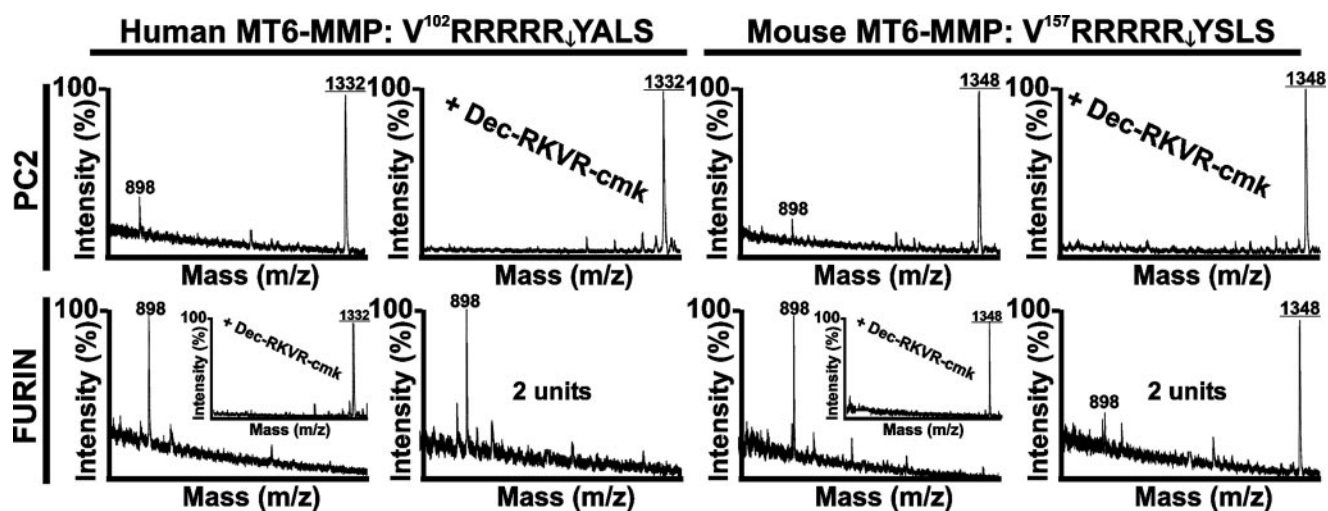 Human MT6-MMP: V¹⁰²RRRRR↓YALS
Mouse MT6-MMP: V¹⁵⁷RRRRR↓YSLS
PC2
100
Intensity (%)
898
1332
Mass (m/z)
100
Intensity (%)
+ Dec-RKVR-cmk
1332
Mass (m/z)
100
Intensity (%)
898
1348
Mass (m/z)
100
Intensity (%)
+ Dec-RKVR-cmk
1348
Mass (m/z)
FURIN
100
Intensity (%)
898
100
Intensity (%)
+ Dec-RKVR-cmk
1332
Mass (m/z)
Mass (m/z)
100
Intensity (%)
898
2 units
Mass (m/z)
100
Intensity (%)
898
100
Intensity (%)
+ Dec-RKVR-cmk
1348
Mass (m/z)
Mass (m/z)
100
Intensity (%)
898
2 units
1348
Mass (m/z)